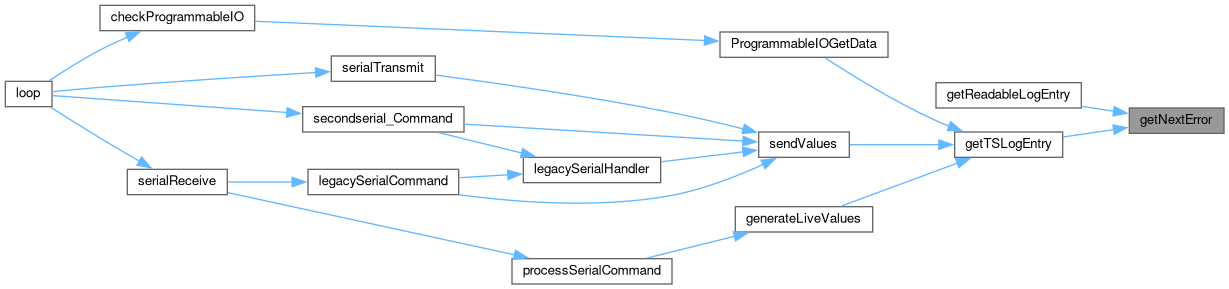 checkProgrammableIO
ProgrammableIOGetData
serialTransmit
loop
getReadableLogEntry
secondserial_Command
getNextError
sendValues
getTSLogEntry
legacySerialHandler
serialReceive
legacySerialCommand
generateLiveValues
processSerialCommand